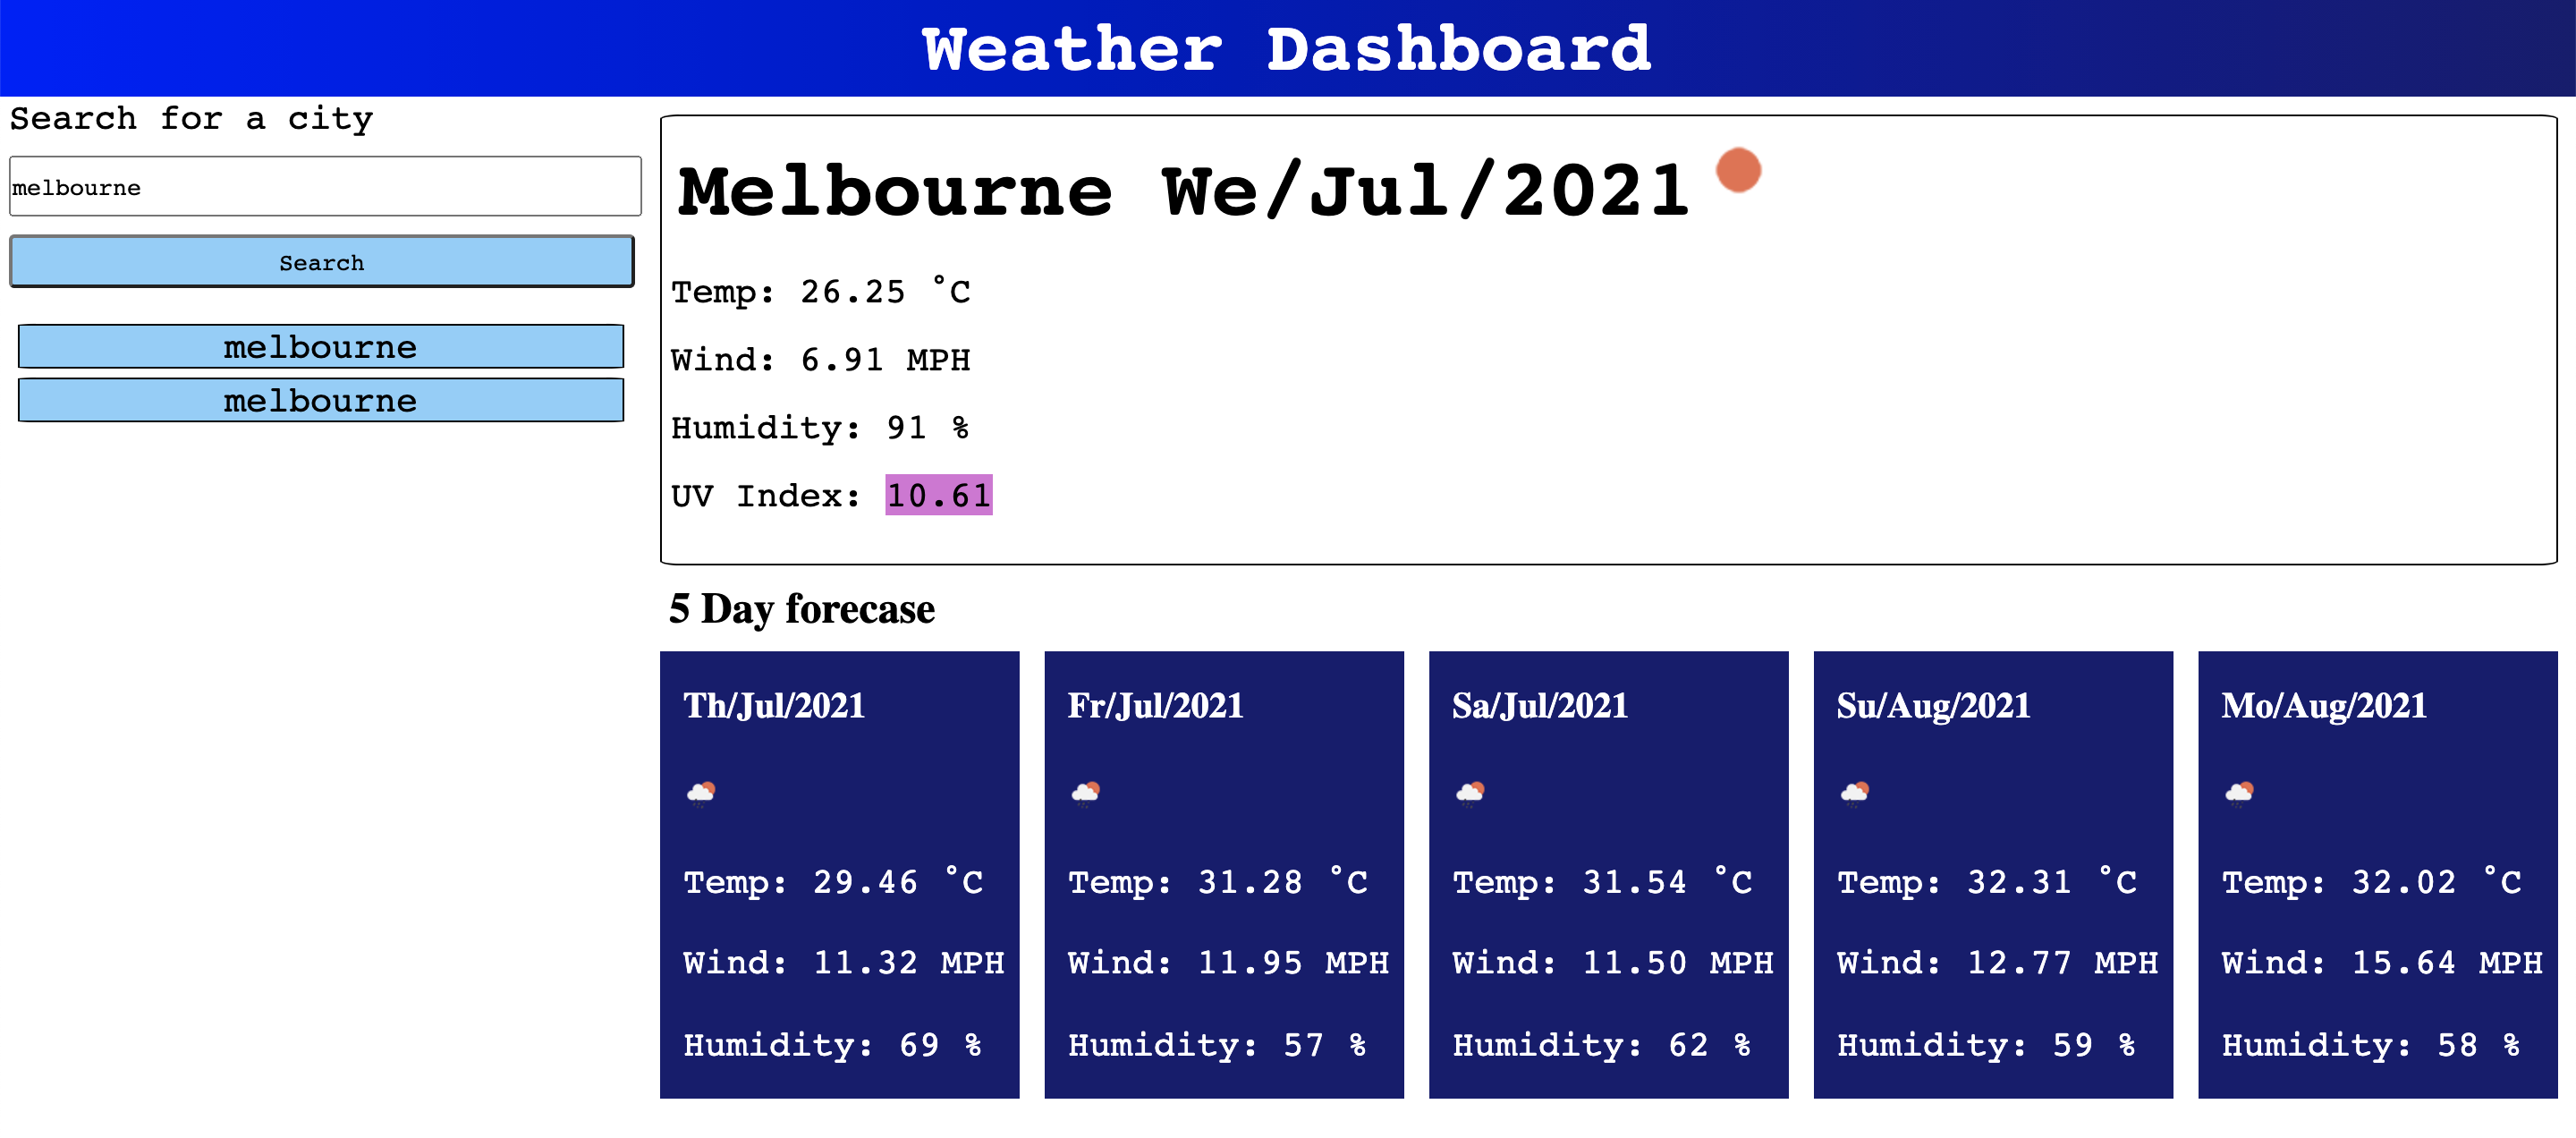 Weather Dashboard
Search for a city
melbourne
Search
melbourne
melbourne
Melbourne We/Jul/2021
Temp: 26.25 °C
Wind: 6.91 MPH
Humidity: 91 %
UV Index: 10.61
5 Day forecase
Th/Jul/2021
Temp: 29.46 °C
Wind: 11.32 MPH
Humidity: 69 %
Fr/Jul/2021
Temp: 31.28 °C
Wind: 11.95 MPH
Humidity: 57 %
Sa/Jul/2021
Temp: 31.54 °C
Wind: 11.50 MPH
Humidity: 62 %
Su/Aug/2021
Temp: 32.31 °C
Wind: 12.77 MPH
Humidity: 59 %
Mo/Aug/2021
Temp: 32.02 °C
Wind: 15.64 MPH
Humidity: 58 %